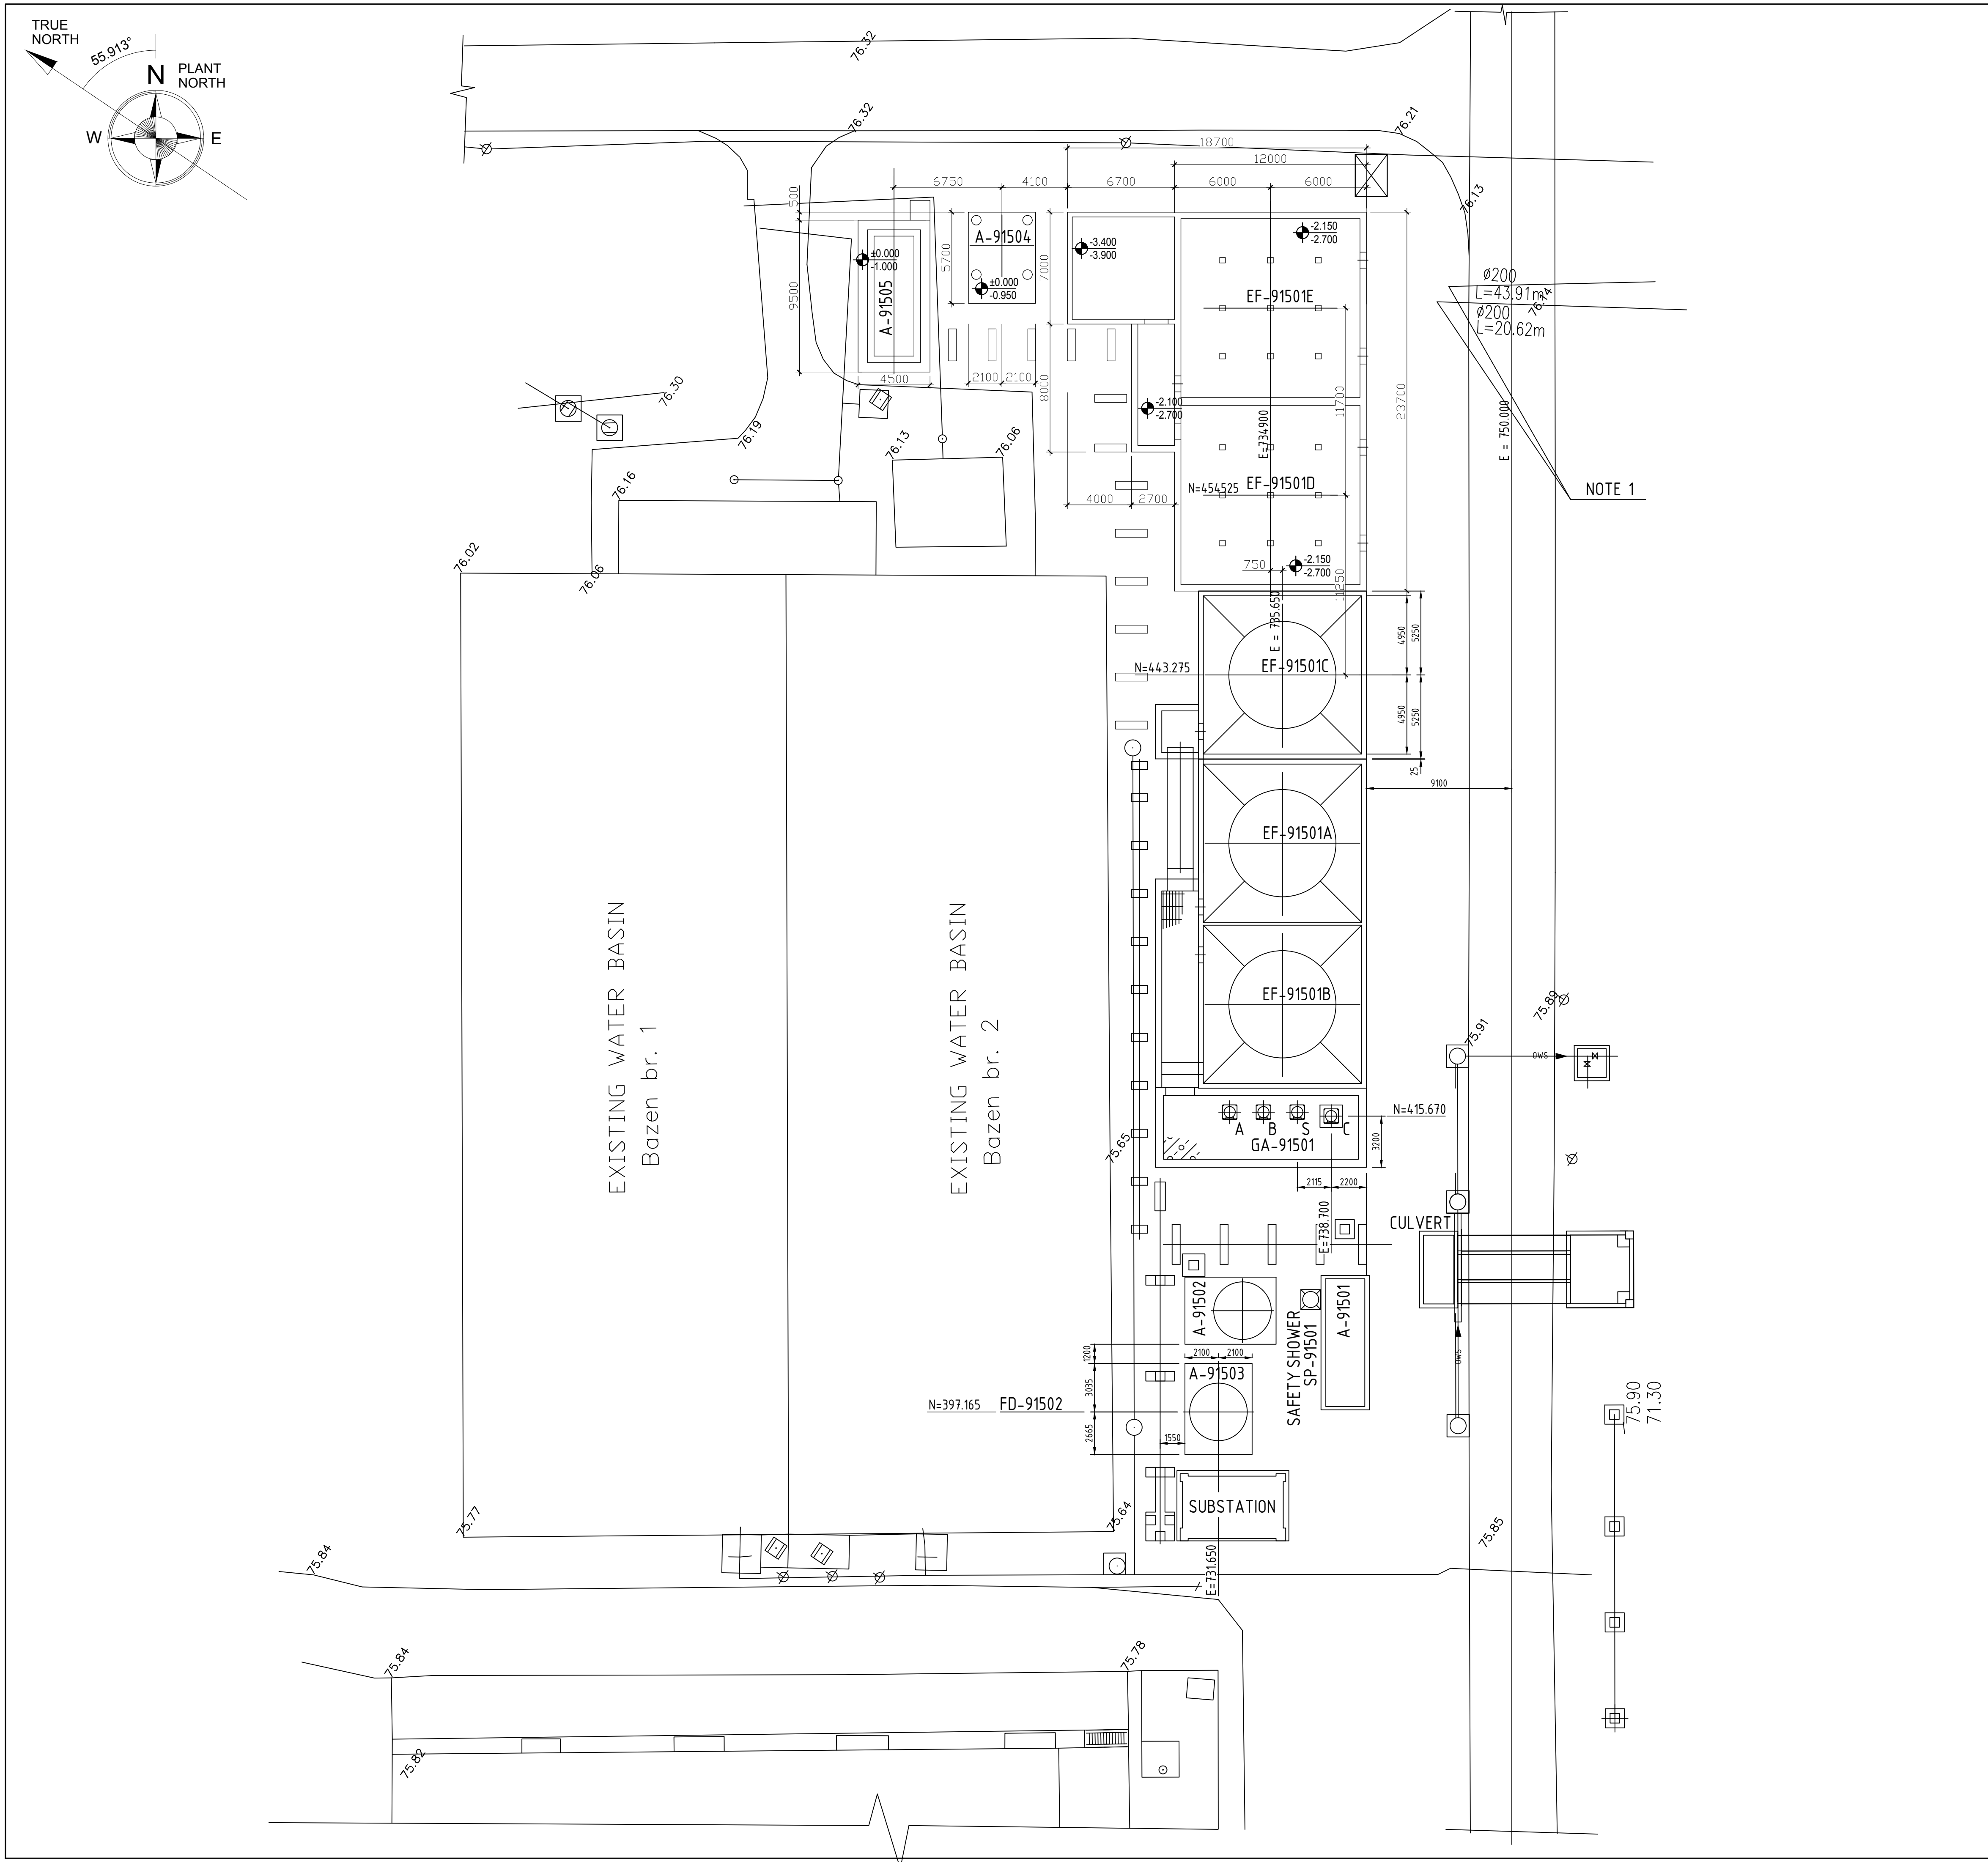 TRUE
NORTH
55.913°
N
PLANT
NORTH
W
E
76.32
76.32
76.21
76.13
18700
12000
6750
4100
6700
6000
6000
500
9500
±0.000
-1.000
A-91505
4500
5700
A-91504
±0.000
-0.950
2100
2100
7000
8000
-3.400
-3.900
-2.150
-2.700
EF-91501E
-2.100
-2.700
E=734900
11700
23700
Ø200
L=43.91m
76.14
Ø200
L=20.62m
E = 750.000
NOTE 1
76.30
76.19
76.13
76.06
76.16
4000
2700
N=454525
EF-91501D
750
-2.150
-2.700
11250
76.02
76.06
E = 735.650
4950
5250
N=443.275
EF-91501C
4950
5250
25
9100
EF-91501A
EXISTING WATER BASIN
Bazen br. 1
EXISTING WATER BASIN
Bazen br. 2
EF-91501B
75.89
75.91
OWS
N=415.670
A
B
S
C
GA-91501
3200
75.65
2115
2200
E=738.700
CULVERT
A-91502
SAFETY SHOWER
SP-91501
A-91501
OWS
1200
2100
2100
3035
A-91503
N=397.165
FD-91502
2665
1550
75.90
71.30
SUBSTATION
75.77
75.64
75.85
E=731.650
75.84
75.84
75.78
75.82